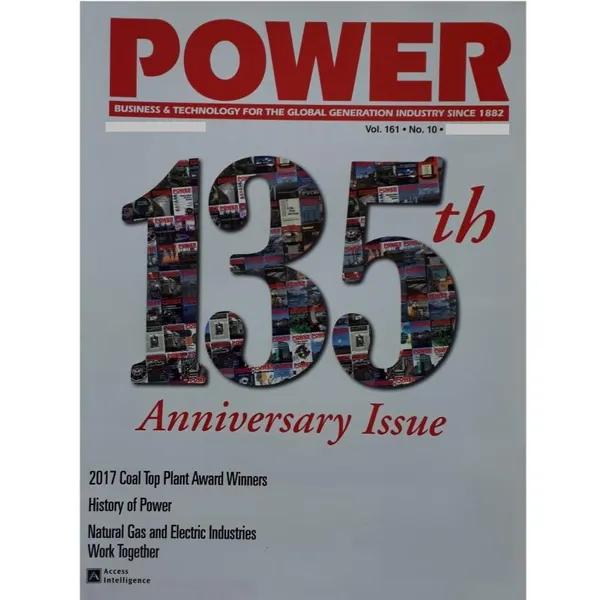 POWER
BUSINESS & TECHNOLOGY FOR THE GLOBAL GENERATION INDUSTRY SINCE 1882
Vol. 161 • No. 10 •
135th
Anniversary Issue
2017 Coal Top Plant Award Winners
History of Power
Natural Gas and Electric Industries
Work Together
Access
Intelligence